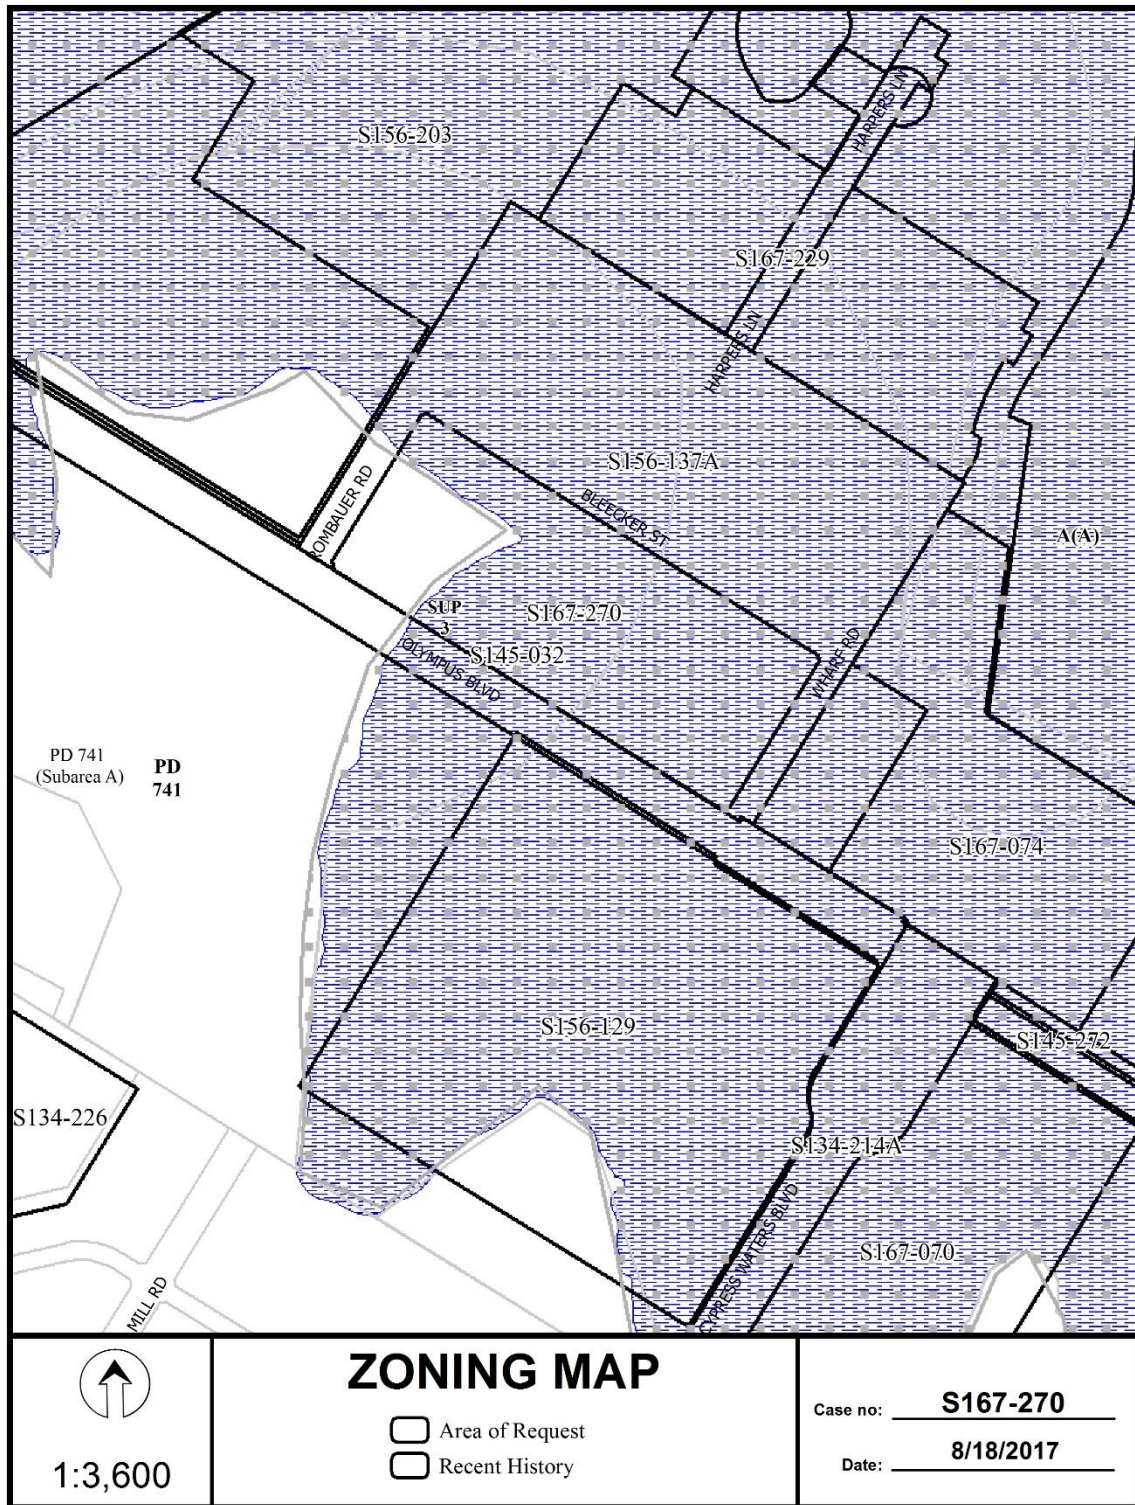 S156-203
HARPERS LN
S167-229
HARPERS LN
S156-137A
ROMBAUER RD
BLEECKER ST
A(A)
SUP
3
S167-270
S145-032
OLYMPUS BLVD
WHARF RD
PD 741
(Subarea A)
PD
741
S167-074
S156-129
S145-272
S134-226
S134-214A
CYPRESS WATERS BLVD
S167-070
MILL RD
1:3,600
ZONING MAP
Area of Request
Recent History
Case no: S167-270
Date: 8/18/2017